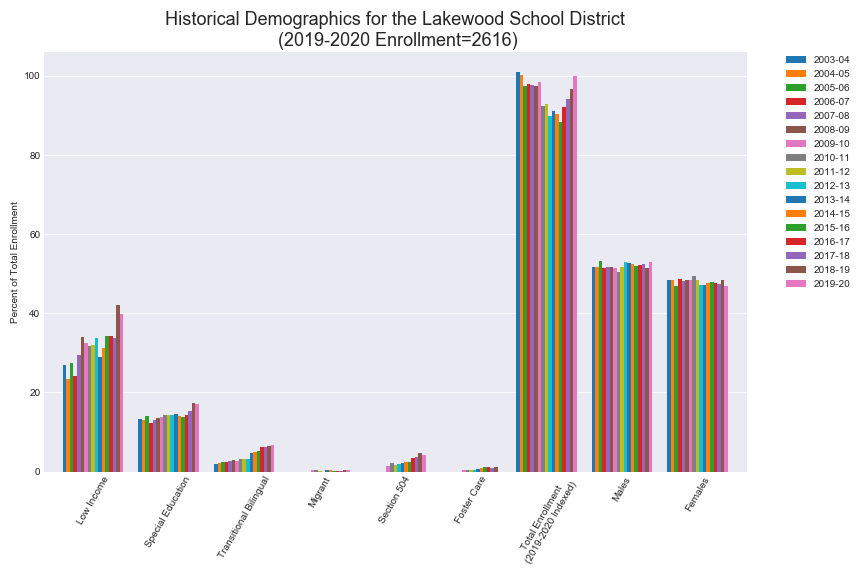 Historical Demographics for the Lakewood School District
(2019-2020 Enrollment=2616)
Percent of Total Enrollment
100
80
60
40
20
0
Low Income
Special Education
Transitional Bilingual
Migrant
Section 504
Foster Care
Total Enrollment
(2019-2020 Indexed)
Males
Females
2003-04
2004-05
2005-06
2006-07
2007-08
2008-09
2009-10
2010-11
2011-12
2012-13
2013-14
2014-15
2015-16
2016-17
2017-18
2018-19
2019-20